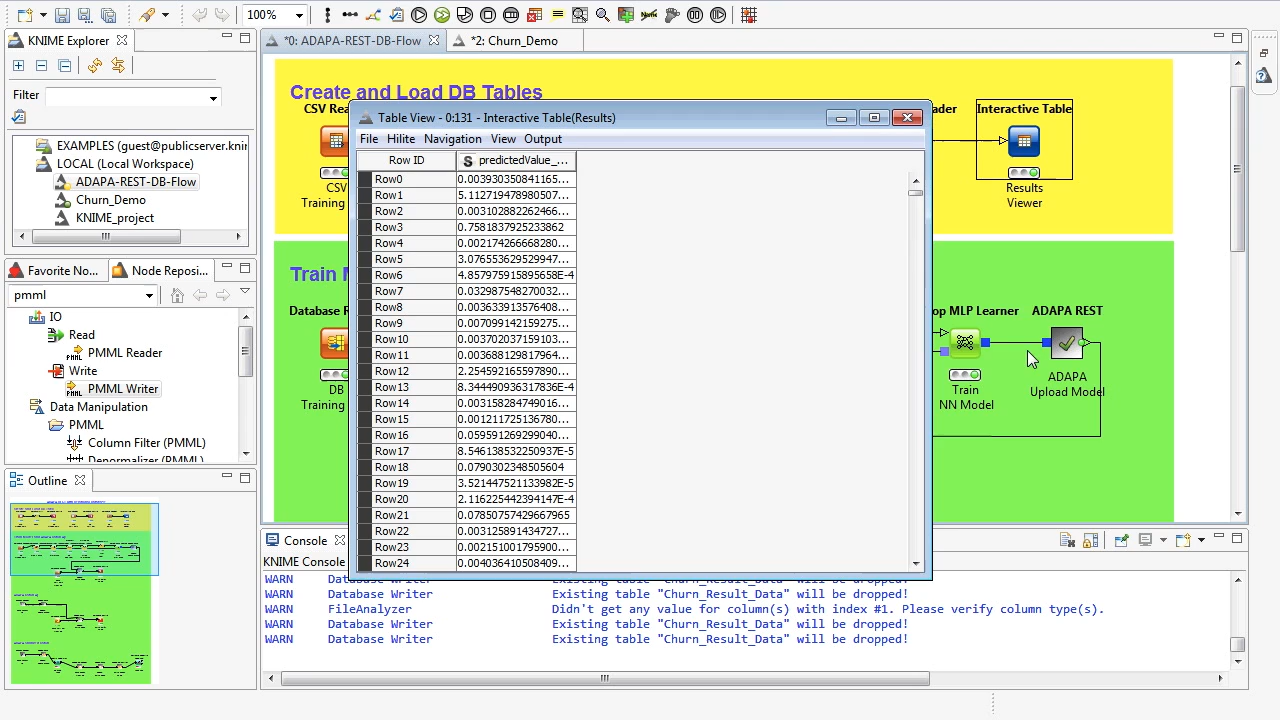 100%
KNIME Explorer
*0: ADAPA-REST-DB-Flow
*2: Churn_Demo
Filter
EXAMPLES (guest@publicserver.knin
LOCAL (Local Workspace)
ADAPA-REST-DB-Flow
Churn_Demo
KNIME_project
Favorite No...
Node Reposi...
pmml
IO
Read
PMML Reader
Write
PMML Writer
Data Manipulation
PMML
Column Filter (PMML)
Denormalizer (PMML)
Outline
Create and Load DB Tables
CSV Rea
CSV
Training
ader
Interactive Table
Results
Viewer
Train M
Database R
DB
Training
op MLP Learner
ADAPA REST
Train
NN Model
ADAPA
Upload Model
Table View - 0:131 - Interactive Table(Results)
File Hilite Navigation View Output
Row ID S predictedValue_...
Row0 0.003930350841165...
Row1 5.112719478980507...
Row2 0.003102882262466...
Row3 0.7581837925233862
Row4 0.002174266668280...
Row5 3.076553629529947...
Row6 4.857975915895658E-4
Row7 0.032987548270032...
Row8 0.003633913576408...
Row9 0.007099142159275...
Row10 0.003702037159103...
Row11 0.003688129817964...
Row12 2.254592165597890...
Row13 8.344490936317836E-4
Row14 0.003158284749016...
Row15 0.001211725136780...
Row16 0.059591269299040...
Row17 8.546138532250937E-5
Row18 0.0790302348505604
Row19 3.521447521133982E-5
Row20 2.116225442394147E-4
Row21 0.07850757429667965
Row22 0.003125891434727...
Row23 0.002151001795900...
Row24 0.004036410508409...
Console
KNIME Console
WARN Database Writer Existing table "Churn_Result_Data" will be dropped!
WARN Database Writer Existing table "Churn_Result_Data" will be dropped!
WARN FileAnalyzer Didn't get any value for column(s) with index #1. Please verify column type(s).
WARN Database Writer Existing table "Churn_Result_Data" will be dropped!
WARN Database Writer Existing table "Churn_Result_Data" will be dropped!